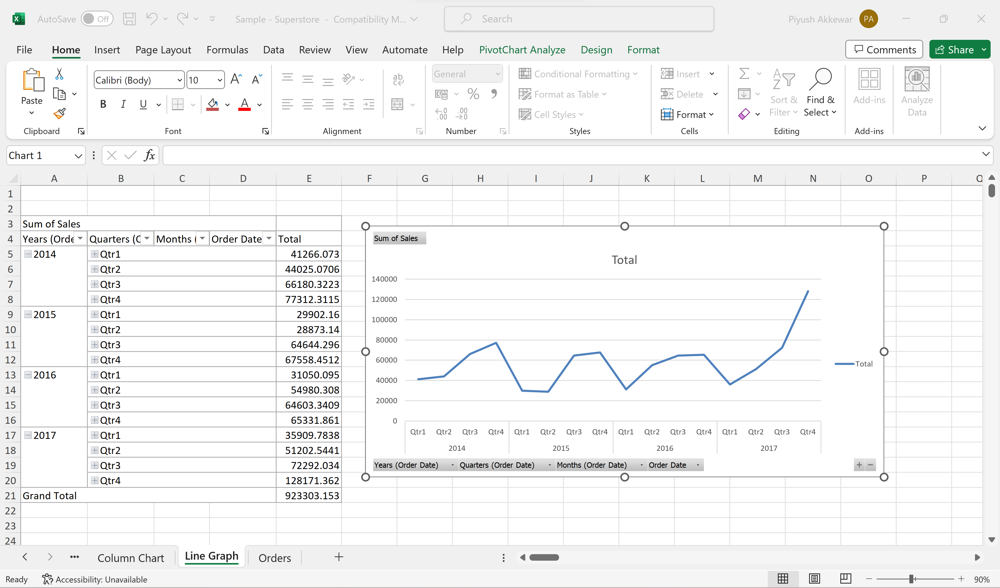 AutoSave Off Sample - Superstore - Compatibility M... Search Piyush Akkewar PA
File Home Insert Page Layout Formulas Data Review View Automate Help PivotChart Analyze Design Format Comments Share
Paste
Calibri (Body) 10
B I U
General
Conditional Formatting
Format as Table
Cell Styles
Insert
Delete
Format
Sort & Filter
Find & Select
Add-ins
Analyze Data
Clipboard Font Alignment Number Styles Cells Editing Add-ins
Chart 1 fx
A B C D E F G H I J K L M N O P Q
1
2
3 Sum of Sales
4 Years (Orde Quarters (O Months ( Order Date Total
5 2014 Qtr1 41266.073
6 Qtr2 44025.0706
7 Qtr3 66180.3223
8 Qtr4 77312.3115
9 2015 Qtr1 29902.16
10 Qtr2 28873.14
11 Qtr3 64644.296
12 Qtr4 67558.4512
13 2016 Qtr1 31050.095
14 Qtr2 54980.308
15 Qtr3 64603.3409
16 Qtr4 65331.861
17 2017 Qtr1 35909.7838
18 Qtr2 51202.5441
19 Qtr3 72292.034
20 Qtr4 128171.362
21 Grand Total 923303.153
22
23
24
Sum of Sales
Total
140000
120000
100000
80000
60000
40000
20000
0
Qtr1 Qtr2 Qtr3 Qtr4 Qtr1 Qtr2 Qtr3 Qtr4 Qtr1 Qtr2 Qtr3 Qtr4 Qtr1 Qtr2 Qtr3 Qtr4
2014 2015 2016 2017
Total
Years (Order Date) Quarters (Order Date) Months (Order Date) Order Date
Column Chart Line Graph Orders
Ready Accessibility: Unavailable 90%